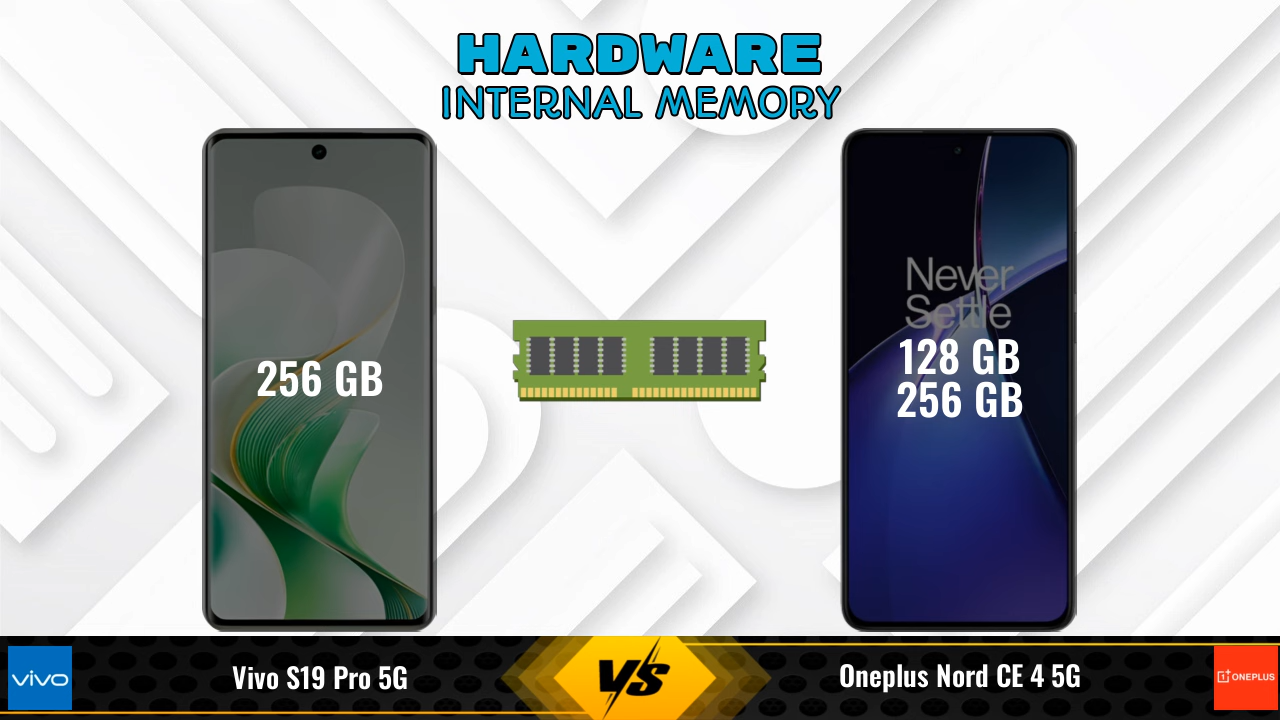 HARDWARE
INTERNAL MEMORY
Never
Settle
256 GB
128 GB
256 GB
vivo
Vivo S19 Pro 5G
VS
Oneplus Nord CE 4 5G
ONEPLUS